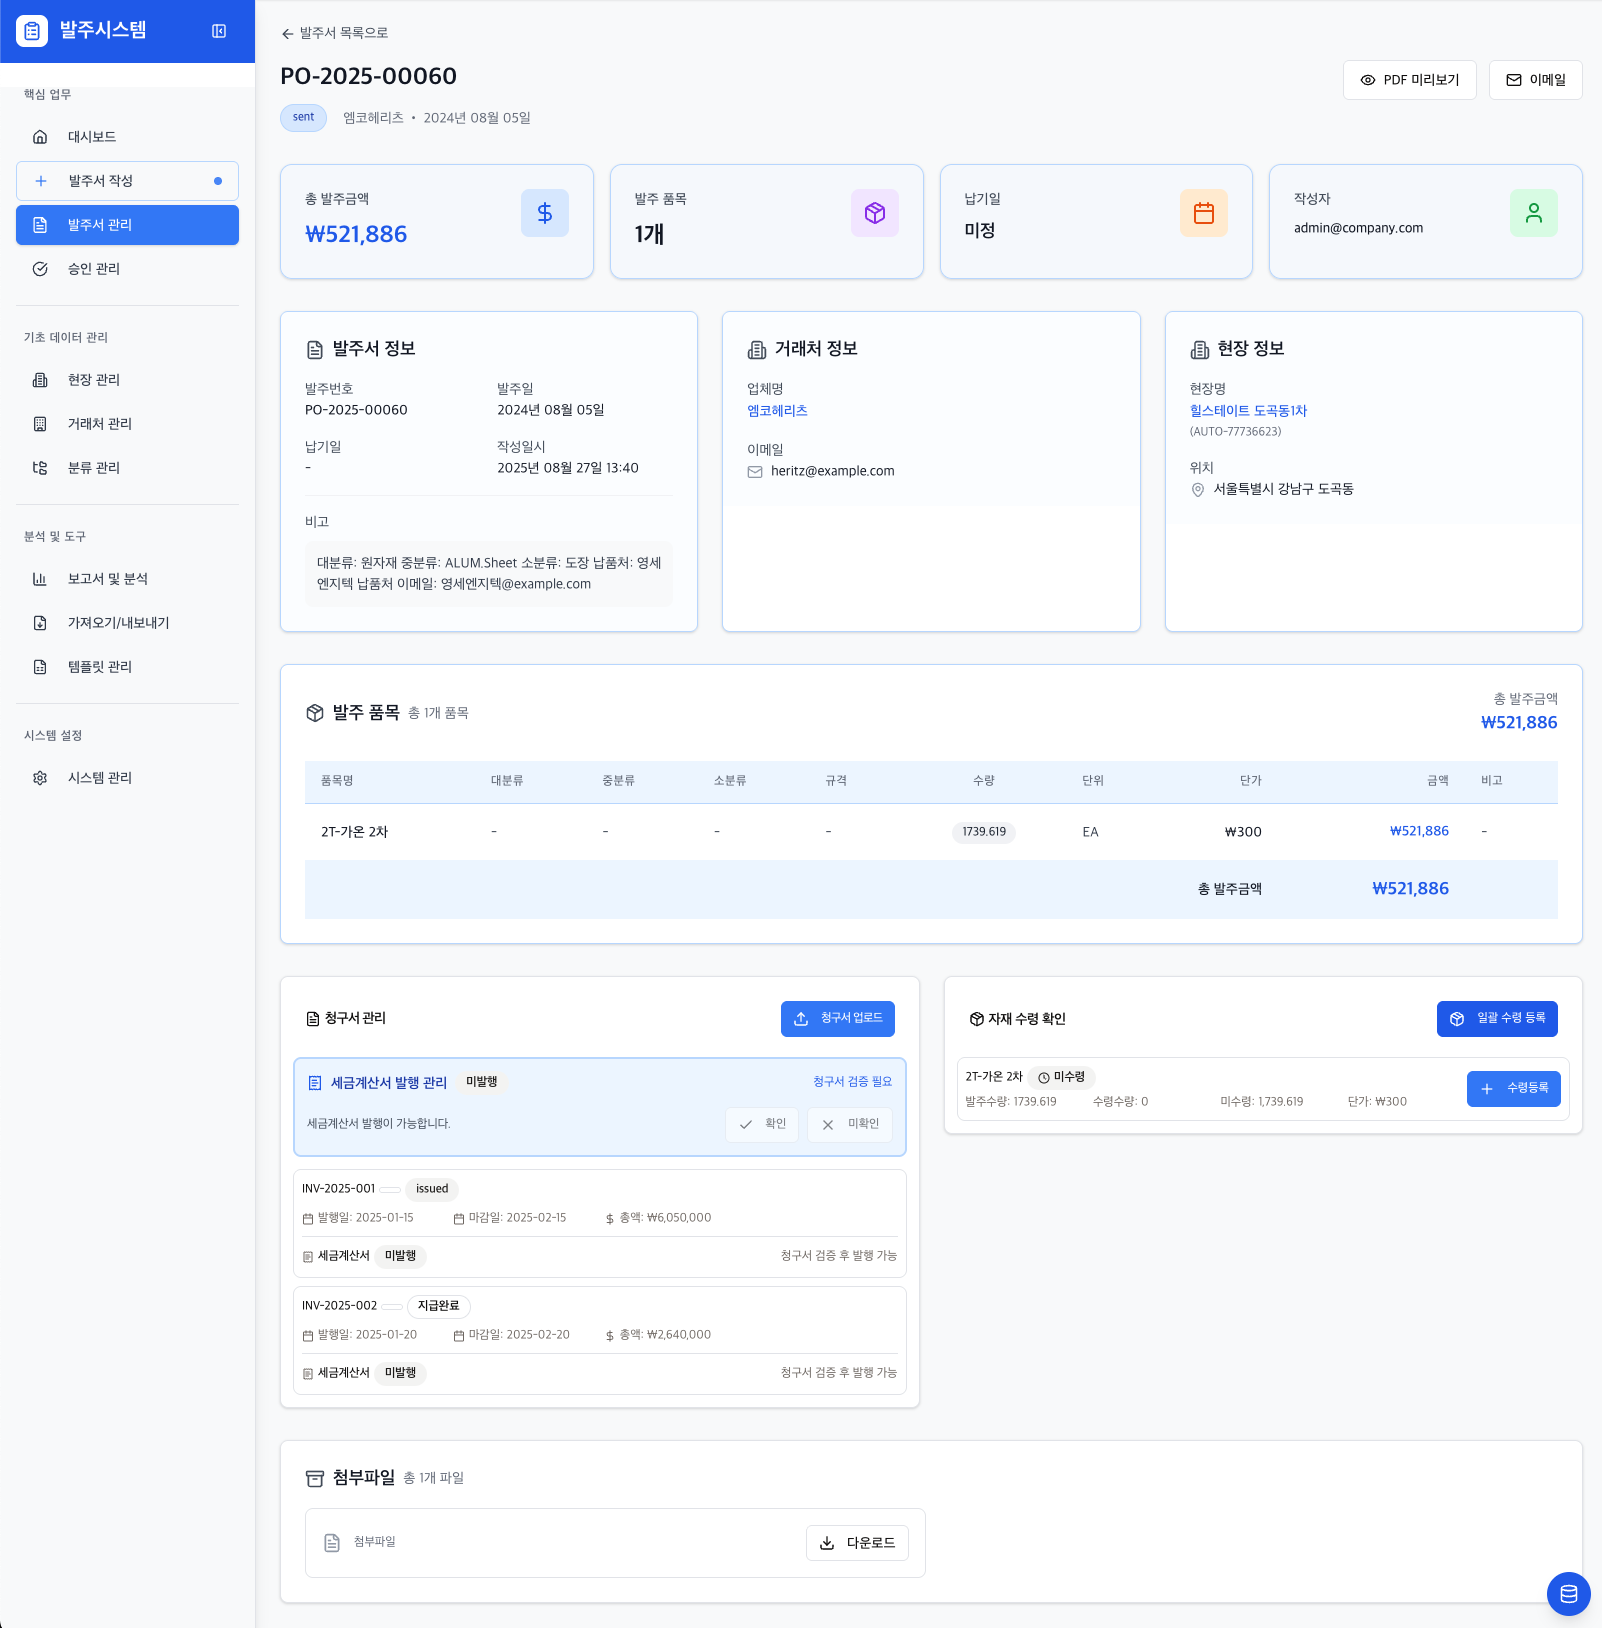 발주시스템
핵심 업무
대시보드
발주서 작성
발주서 관리
승인 관리
기초 데이터 관리
현장 관리
거래처 관리
분류 관리
분석 및 도구
보고서 및 분석
가져오기/내보내기
템플릿 관리
시스템 설정
시스템 관리
발주서 목록으로
PO-2025-00060
PDF 미리보기
이메일
sent
엠코헤리츠 • 2024년 08월 05일
총 발주금액
₩521,886
발주 품목
1개
납기일
미정
작성자
admin@company.com
발주서 정보
발주번호 발주일
PO-2025-00060 2024년 08월 05일
납기일 작성일시
- 2025년 08월 27일 13:40
비고
대분류: 원자재 중분류: ALUM.Sheet 소분류: 도장 납품처: 영세
엔지텍 납품처 이메일: 영세엔지텍@example.com
거래처 정보
업체명
엠코헤리츠
이메일
heritz@example.com
현장 정보
현장명
힐스테이트 도곡동1차
(AUTO-77736623)
위치
서울특별시 강남구 도곡동
발주 품목 총 1개 품목
총 발주금액
₩521,886
품목명 대분류 중분류 소분류 규격 수량 단위 단가 금액 비고
2T-가온 2차 - - - - 1739.619 EA ₩300 ₩521,886 -
총 발주금액 ₩521,886
청구서 관리
청구서 업로드
세금계산서 발행 관리 미발행 청구서 검증 필요
세금계산서 발행이 가능합니다. 확인 미확인
INV-2025-001 issued
발행일: 2025-01-15 마감일: 2025-02-15 총액: ₩6,050,000
세금계산서 미발행 청구서 검증 후 발행 가능
INV-2025-002 지급완료
발행일: 2025-01-20 마감일: 2025-02-20 총액: ₩2,640,000
세금계산서 미발행 청구서 검증 후 발행 가능
자재 수령 확인
일괄 수령 등록
2T-가온 2차 미수령
발주수량: 1739.619 수령수량: 0 미수령: 1,739.619 단가: ₩300
수령등록
첨부파일 총 1개 파일
첨부파일
다운로드